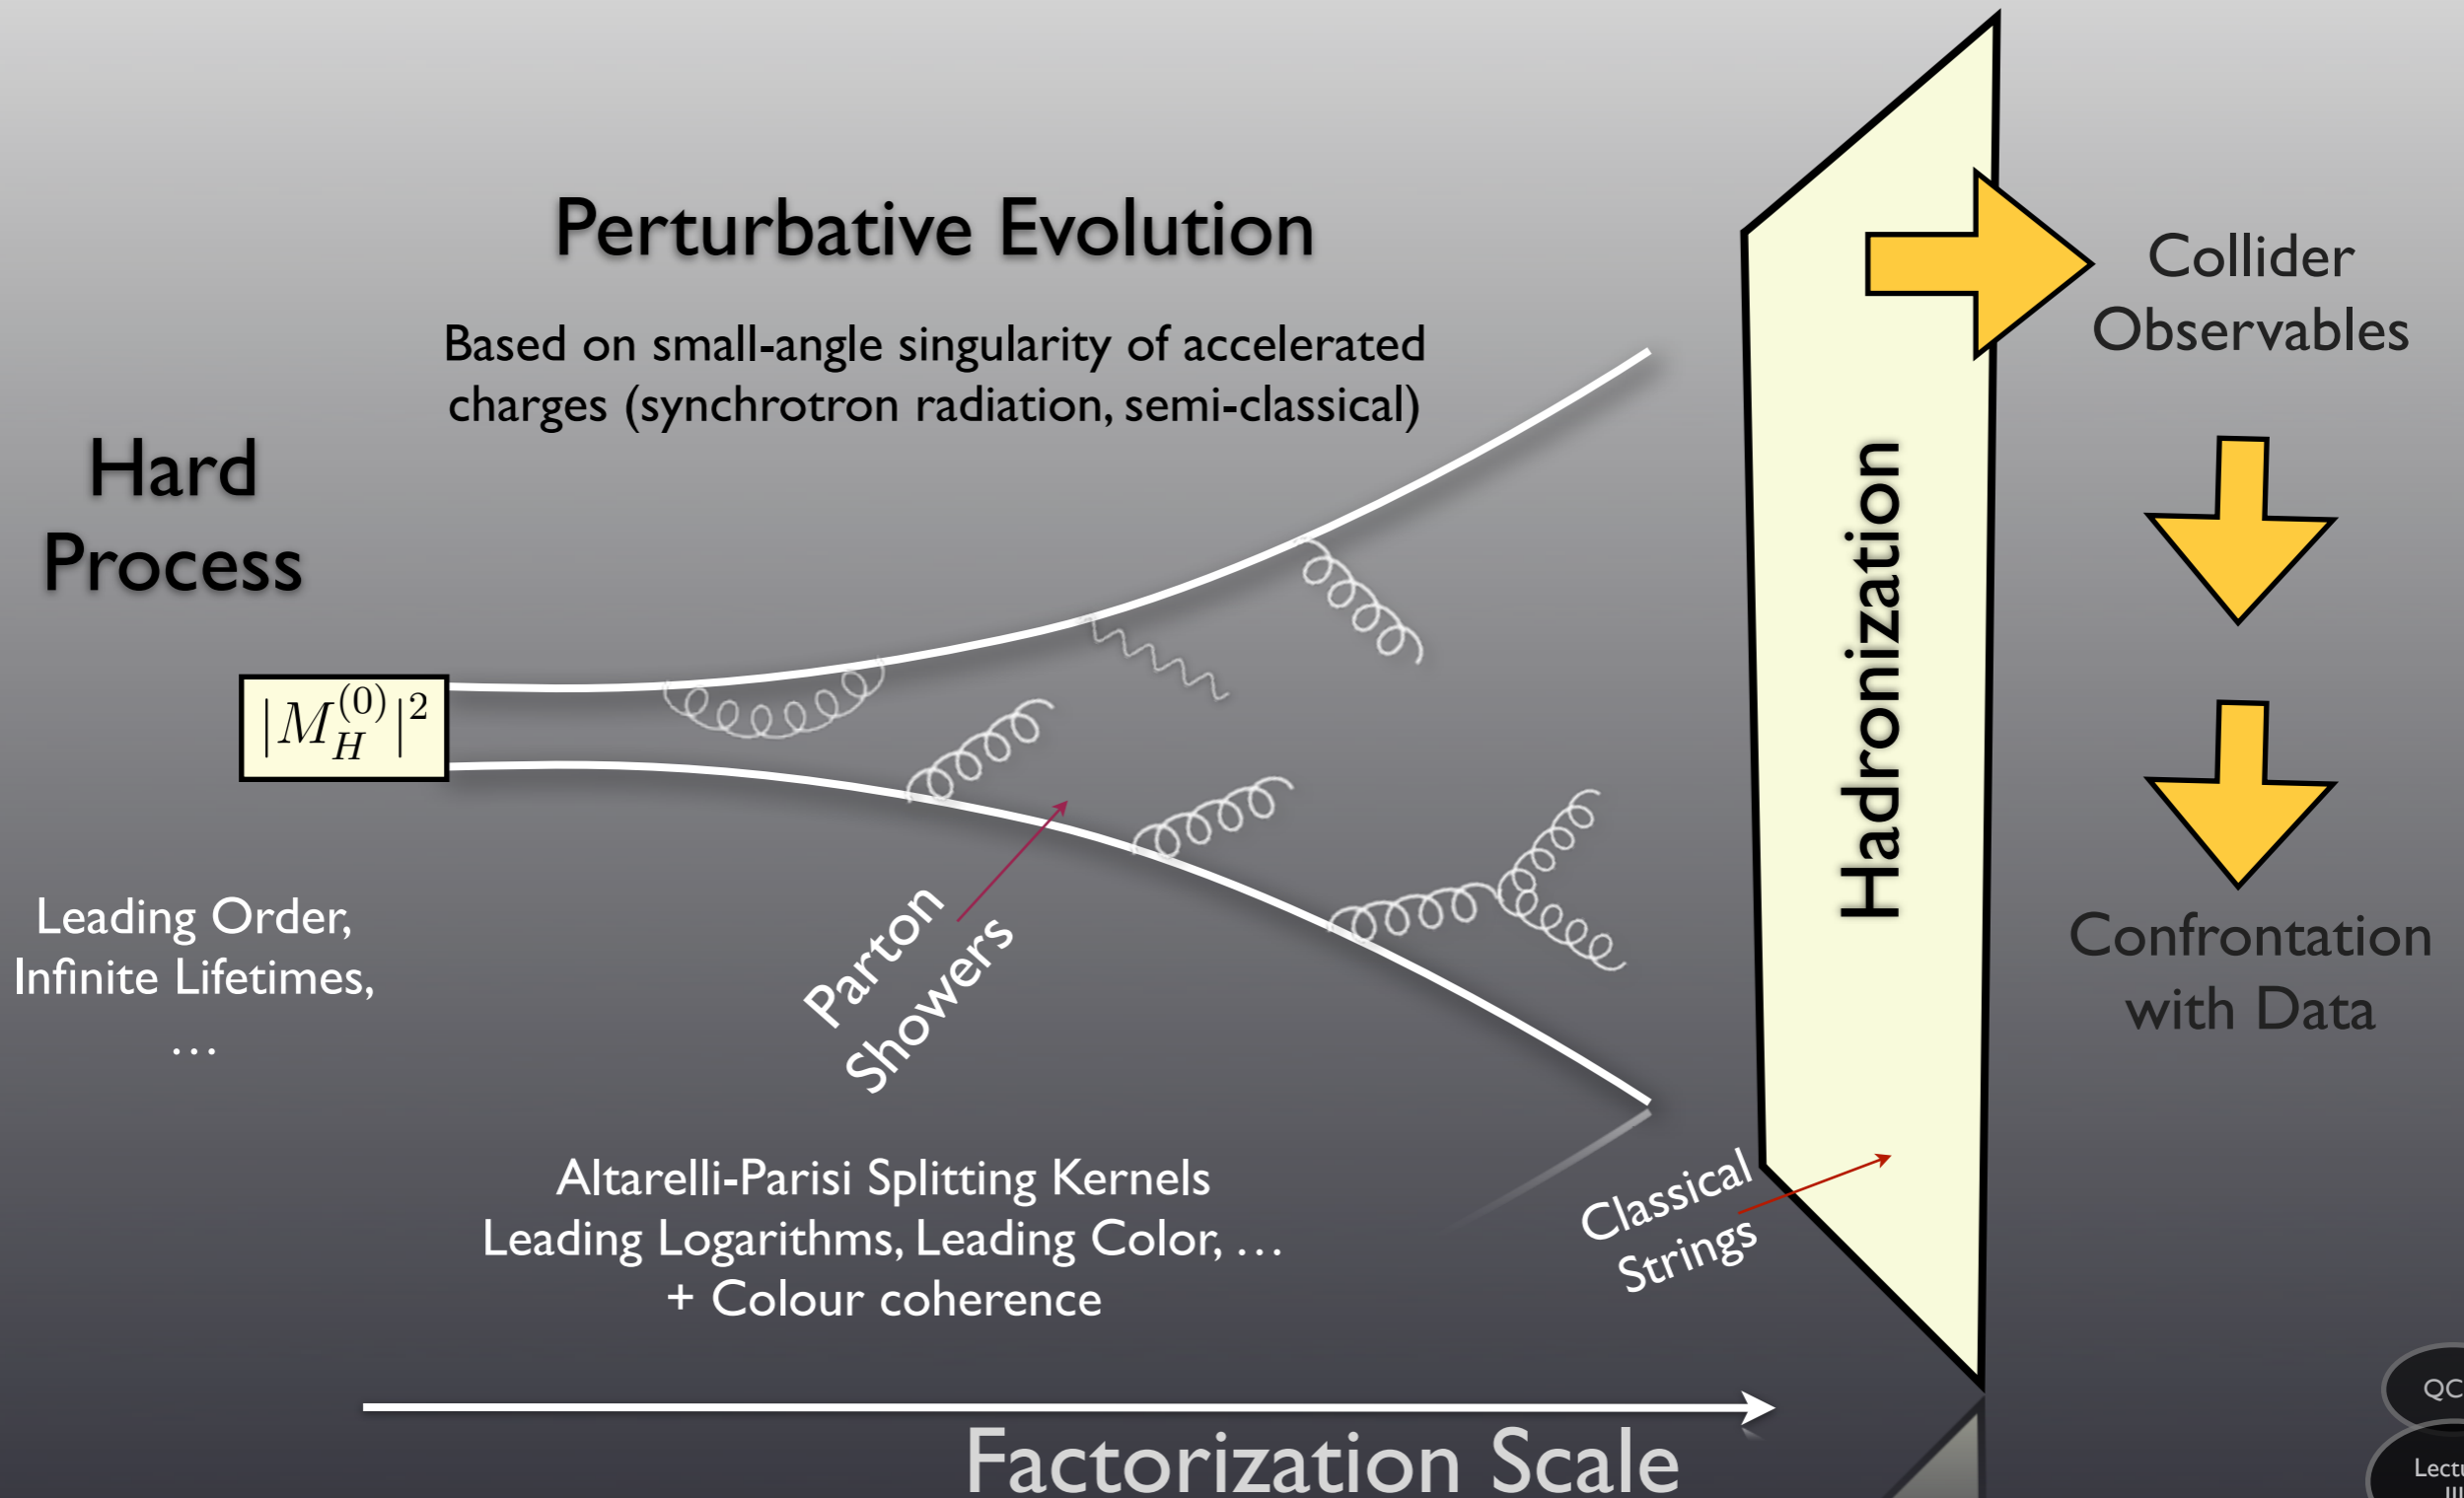 Perturbative Evolution
Based on small-angle singularity of accelerated
charges (synchrotron radiation, semi-classical)
Hard
Process
|M_H^{(0)}|^2
Leading Order,
Infinite Lifetimes,
...
Parton
Showers
Altarelli-Parisi Splitting Kernels
Leading Logarithms, Leading Color, ...
+ Colour coherence
Classical
Strings
Hadronization
Collider
Observables
Confrontation
with Data
Factorization Scale